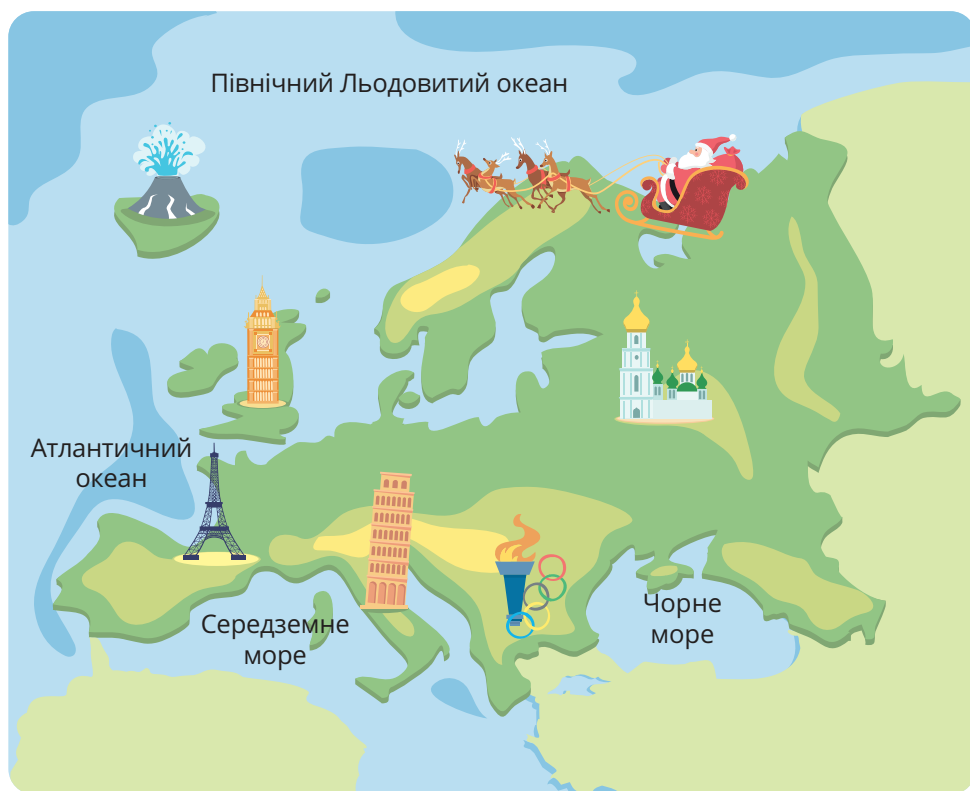 Північний Льодовитий океан
Атлантичний
океан
Середземне
море
Чорне
море